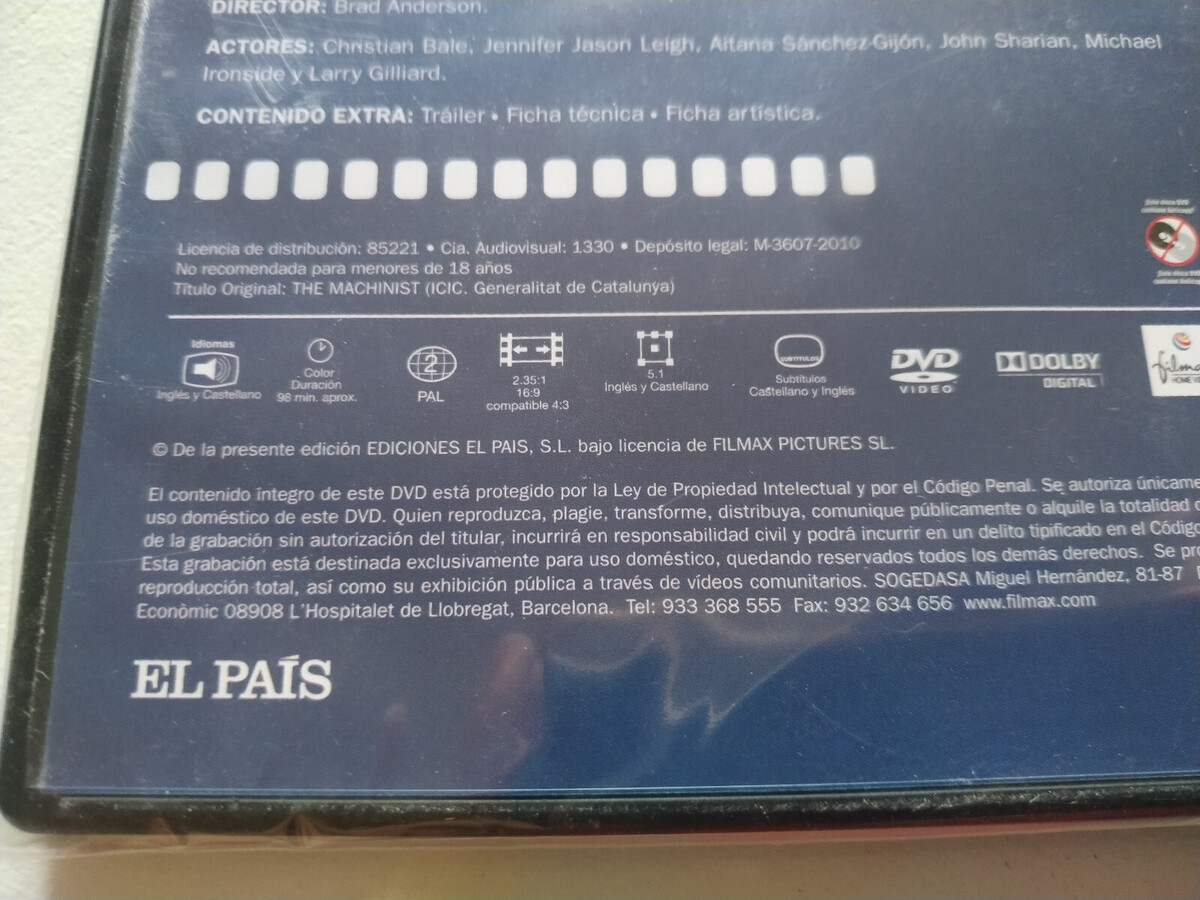 DIRECTOR: Brad Anderson.
ACTORES: Christian Bale, Jennifer Jason Leigh, Aitana Sánchez-Gijón, John Sharian, Michael
Ironside y Larry Gilliard.
CONTENIDO EXTRA: Tráiler • Ficha técnica • Ficha artística.
Licencia de distribución: 85221 • Cia. Audiovisual: 1330 • Depósito legal: M-3607-2010
No recomendada para menores de 18 años
Título Original: THE MACHINIST (ICIC. Generalitat de Catalunya)
Idiomas
Inglés y Castellano
Color
Duración
98 min. aprox.
2
PAL
2.35:1
16:9
compatible 4:3
5.1
Inglés y Castellano
SUBTITULOS
Subtítulos
Castellano y Inglés
DVD
VIDEO
DOLBY
DIGITAL
filma
© De la presente edición EDICIONES EL PAIS, S.L. bajo licencia de FILMAX PICTURES SL.
El contenido íntegro de este DVD está protegido por la Ley de Propiedad Intelectual y por el Código Penal. Se autoriza únicame
uso doméstico de este DVD. Quien reproduzca, plagie, transforme, distribuya, comunique públicamente o alquile la totalidad
de la grabación sin autorización del titular, incurrirá en responsabilidad civil y podrá incurrir en un delito tipificado en el Código
Esta grabación está destinada exclusivamente para uso doméstico, quedando reservados todos los demás derechos. Se pr
reproducción total, así como su exhibición pública a través de vídeos comunitarios. SOGEDASA Miguel Hernández, 81-87
Econòmic 08908 L'Hospitalet de Llobregat, Barcelona. Tel: 933 368 555 Fax: 932 634 656 www.filmax.com
EL PAÍS